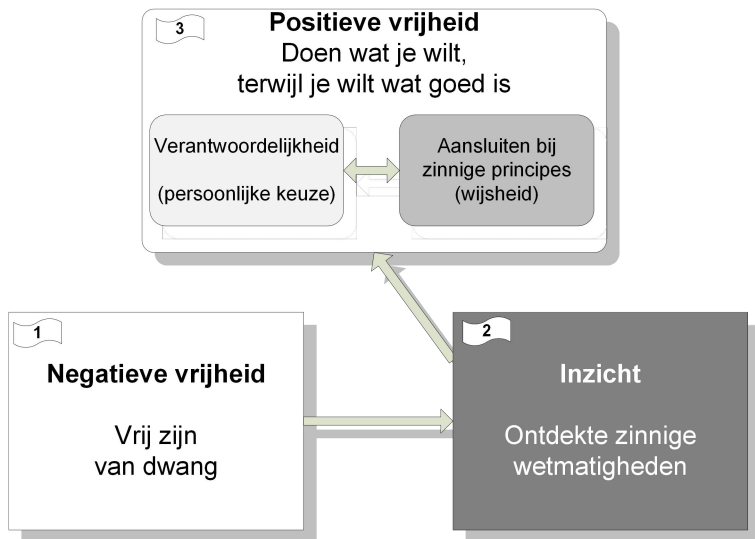 3
Positieve vrijheid
Doen wat je wilt,
terwijl je wilt wat goed is
Verantwoordelijkheid
(persoonlijke keuze)
Aansluiten bij
zinnige principes
(wijsheid)
1
Negatieve vrijheid
Vrij zijn
van dwang
2
Inzicht
Ontdekte zinnige
wetmatigheden